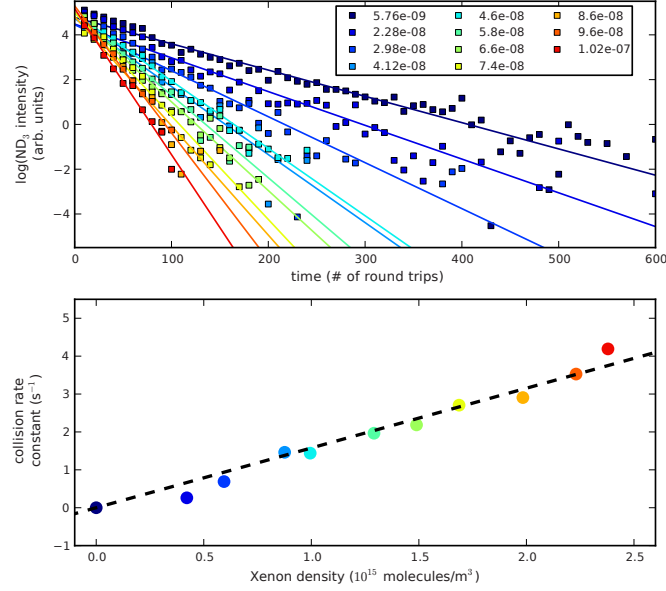 log(ND₃ intensity)
(arb. units)
4
2
0
−2
−4
5.76e-09 4.6e-08 8.6e-08
2.28e-08 5.8e-08 9.6e-08
2.98e-08 6.6e-08 1.02e-07
4.12e-08 7.4e-08
0 100 200 300 400 500 600
time (# of round trips)
collision rate
constant (s⁻¹)
5
4
3
2
1
0
−1
0.0 0.5 1.0 1.5 2.0 2.5
Xenon density (10¹⁵ molecules/m³)